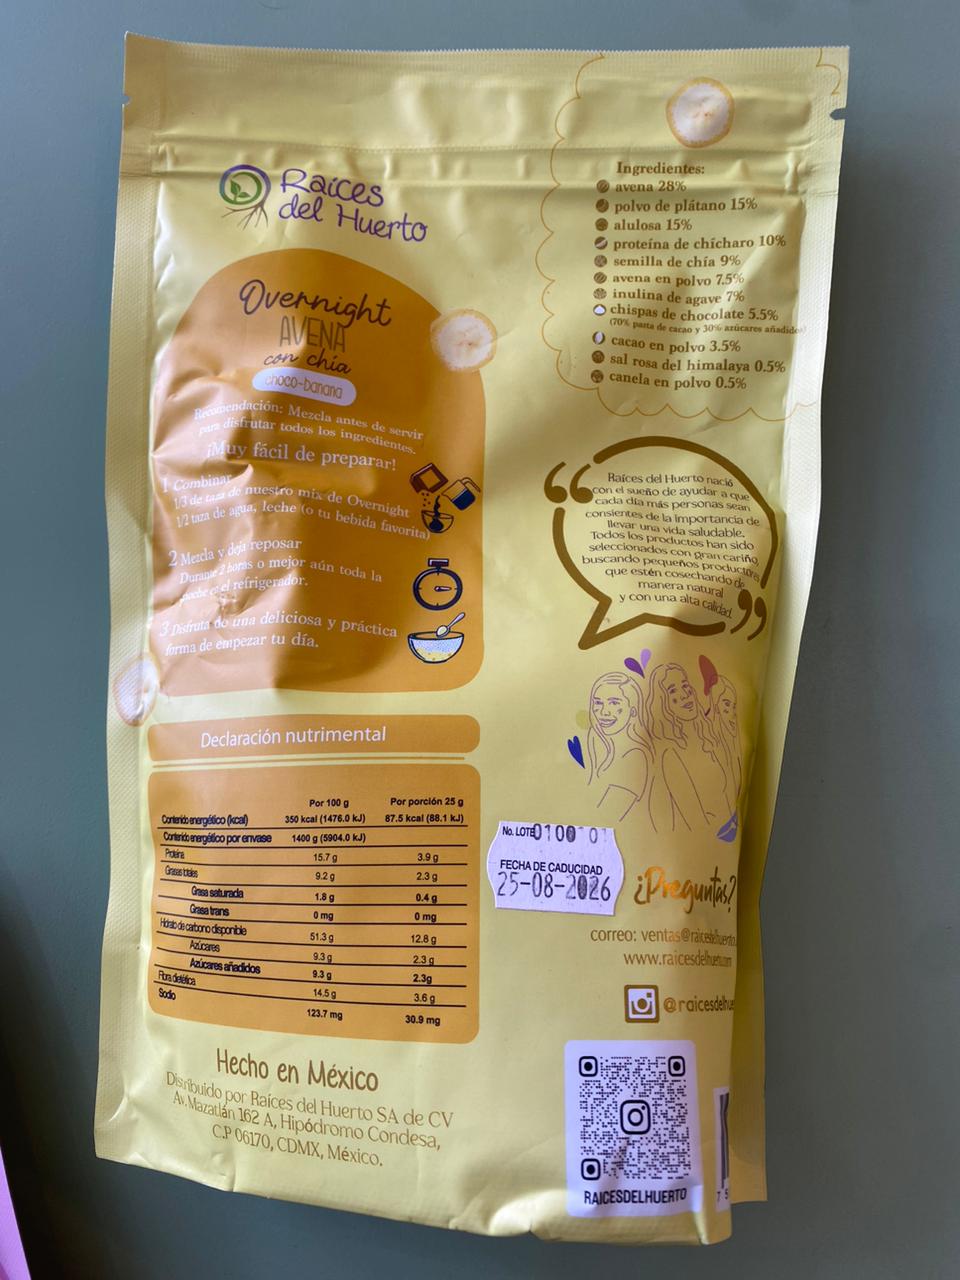 Raíces
del Huerto
Overnight
AVENA
con chía
choco-banana
Recomendación: Mezcla antes de servir
para disfrutar todos los ingredientes.
¡Muy fácil de preparar!
1 Combinar
1/3 de taza de nuestro mix de Overnight
1/2 taza de agua, leche (o tu bebida favorita)
2 Mezcla y deja reposar
Durante 2 horas o mejor aún toda la
noche en el refrigerador.
3 Disfruta de una deliciosa y práctica
forma de empezar tu día.
Ingredientes:
avena 28%
polvo de plátano 15%
alulosa 15%
proteína de chícharo 10%
semilla de chía 9%
avena en polvo 7.5%
inulina de agave 7%
chispas de chocolate 5.5%
(70% pasta de cacao y 30% azúcares añadidos)
cacao en polvo 3.5%
sal rosa del himalaya 0.5%
canela en polvo 0.5%
Raíces del Huerto nació
con el sueño de ayudar a que
cada día más personas sean
consientes de la importancia de
llevar una vida saludable.
Todos los productos han sido
seleccionados con gran cariño,
buscando pequeños productores
que estén cosechando de
manera natural
y con una alta calidad.
Declaración nutrimental
Por 100 g Por porción 25 g
Contenido energético (kcal) 350 kcal (1476.0 kJ) 87.5 kcal (88.1 kJ)
Contenido energético por envase 1400 g (5904.0 kJ)
Proteína 15.7 g 3.9 g
Grasas totales 9.2 g 2.3 g
Grasa saturada 1.8 g 0.4 g
Grasa trans 0 mg 0 mg
Hidrato de carbono disponible 51.3 g 12.8 g
Azúcares 9.3 g 2.3 g
Azúcares añadidos 9.3 g 2.3g
Fibra dietética 14.5 g 3.6 g
Sodio 123.7 mg 30.9 mg
No. LOTE 0100 01
FECHA DE CADUCIDAD
25-08-2026
¿Preguntas?
correo: ventas@raicesdelhuerto.
www.raicesdelhuerto.com
@raicesdelhue
Hecho en México
Distribuido por Raíces del Huerto SA de CV
Av. Mazatlán 162 A, Hipódromo Condesa,
C.P 06170, CDMX, México.
RAICESDELHUERTO
7 5